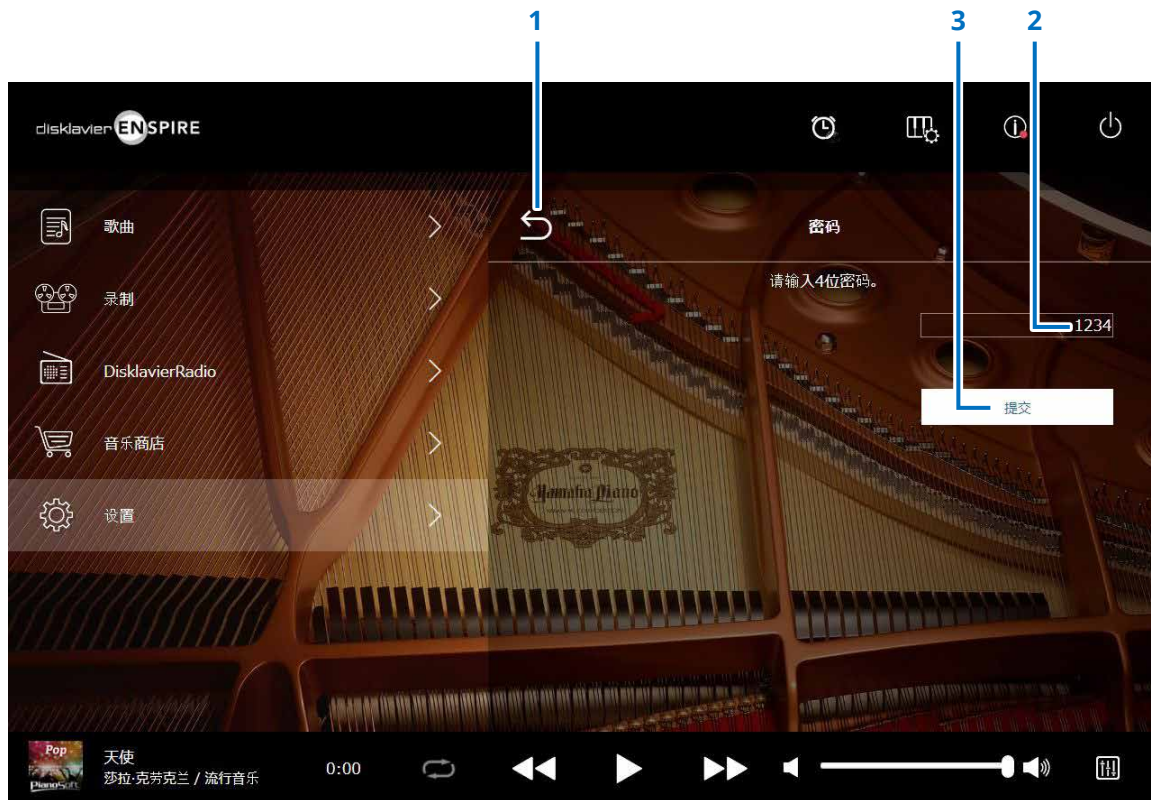 1
3
2
disklavier ENSPIRE
歌曲
密码
请输入4位密码。
录制
1234
DisklavierRadio
提交
音乐商店
Yamaha Piano
设置
Pop
PianoSoft
天使
莎拉·克劳克兰 / 流行音乐
0:00